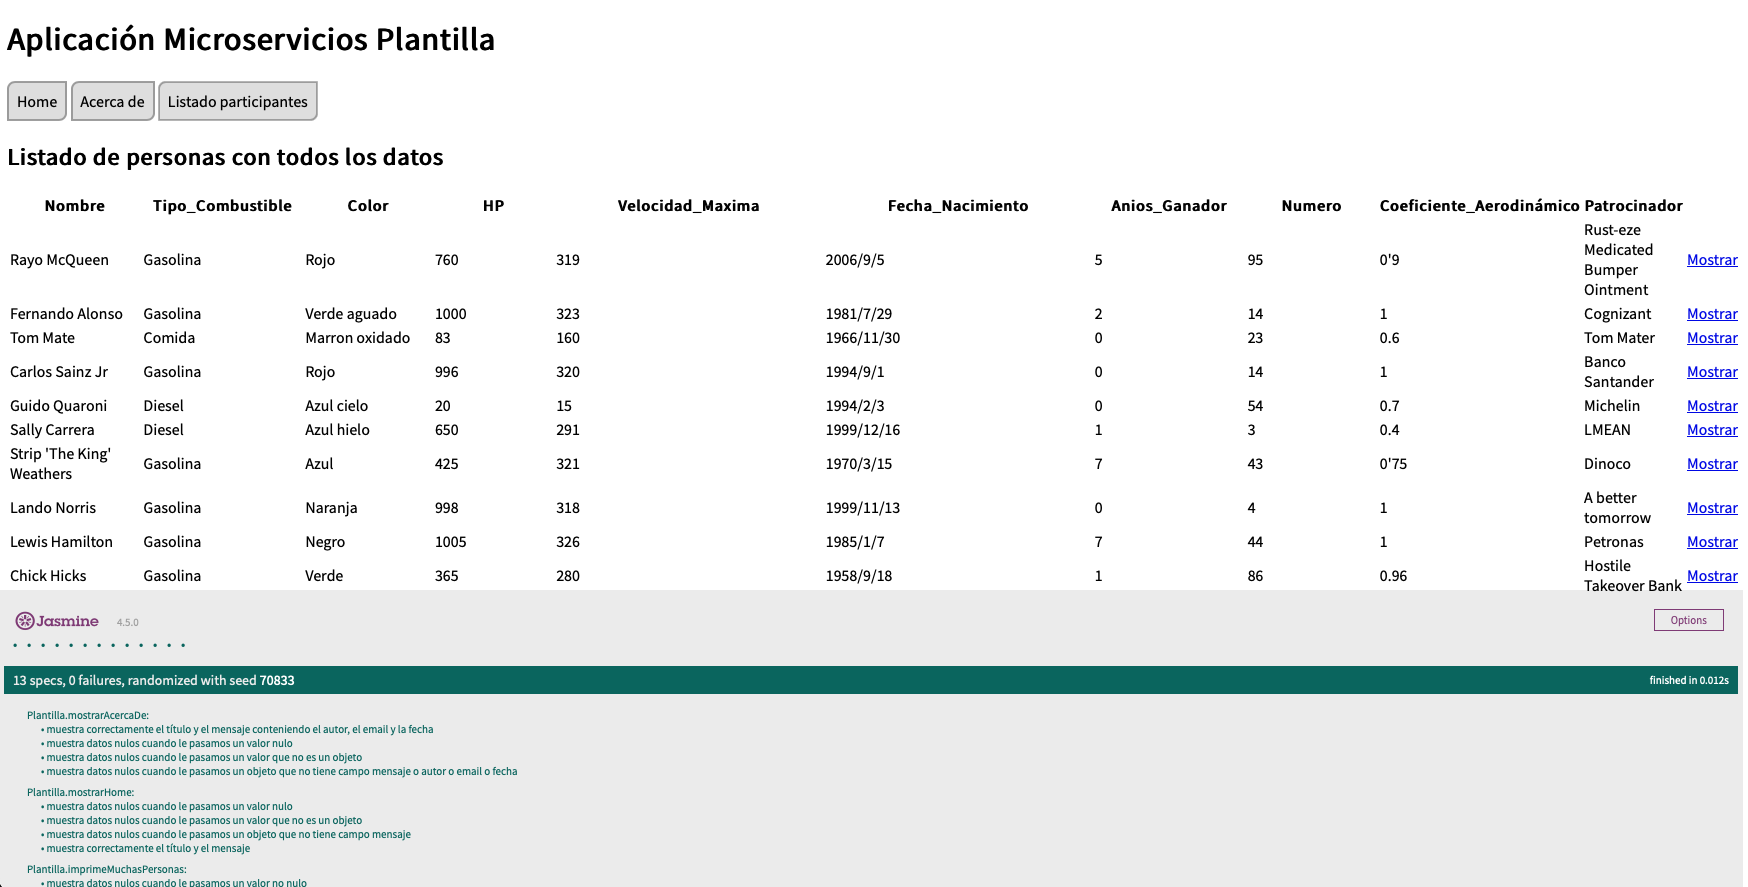 Aplicación Microservicios Plantilla
Home Acerca de Listado participantes
Listado de personas con todos los datos
Nombre Tipo_Combustible Color HP Velocidad_Maxima Fecha_Nacimiento Anios_Ganador Numero Coeficiente_Aerodinámico Patrocinador
Rayo McQueen Gasolina Rojo 760 319 2006/9/5 5 95 0'9 Rust-eze Medicated Bumper Ointment Mostrar
Fernando Alonso Gasolina Verde aguado 1000 323 1981/7/29 2 14 1 Cognizant Mostrar
Tom Mate Comida Marron oxidado 83 160 1966/11/30 0 23 0.6 Tom Mater Mostrar
Carlos Sainz Jr Gasolina Rojo 996 320 1994/9/1 0 14 1 Banco Santander Mostrar
Guido Quaroni Diesel Azul cielo 20 15 1994/2/3 0 54 0.7 Michelin Mostrar
Sally Carrera Diesel Azul hielo 650 291 1999/12/16 1 3 0.4 LMEAN Mostrar
Strip 'The King' Weathers Gasolina Azul 425 321 1970/3/15 7 43 0'75 Dinoco Mostrar
Lando Norris Gasolina Naranja 998 318 1999/11/13 0 4 1 A better tomorrow Mostrar
Lewis Hamilton Gasolina Negro 1005 326 1985/1/7 7 44 1 Petronas Mostrar
Chick Hicks Gasolina Verde 365 280 1958/9/18 1 86 0.96 Hostile Takeover Bank Mostrar
Jasmine 4.5.0 Options
13 specs, 0 failures, randomized with seed 70833 finished in 0.012s
Plantilla.mostrarAcercaDe:
• muestra correctamente el título y el mensaje conteniendo el autor, el email y la fecha
• muestra datos nulos cuando le pasamos un valor nulo
• muestra datos nulos cuando le pasamos un valor que no es un objeto
• muestra datos nulos cuando le pasamos un objeto que no tiene campo mensaje o autor o email o fecha
Plantilla.mostrarHome:
• muestra datos nulos cuando le pasamos un valor nulo
• muestra datos nulos cuando le pasamos un valor que no es un objeto
• muestra datos nulos cuando le pasamos un objeto que no tiene campo mensaje
• muestra correctamente el título y el mensaje
Plantilla.imprimeMuchasPersonas:
• muestra datos nulos cuando le pasamos un valor no nulo